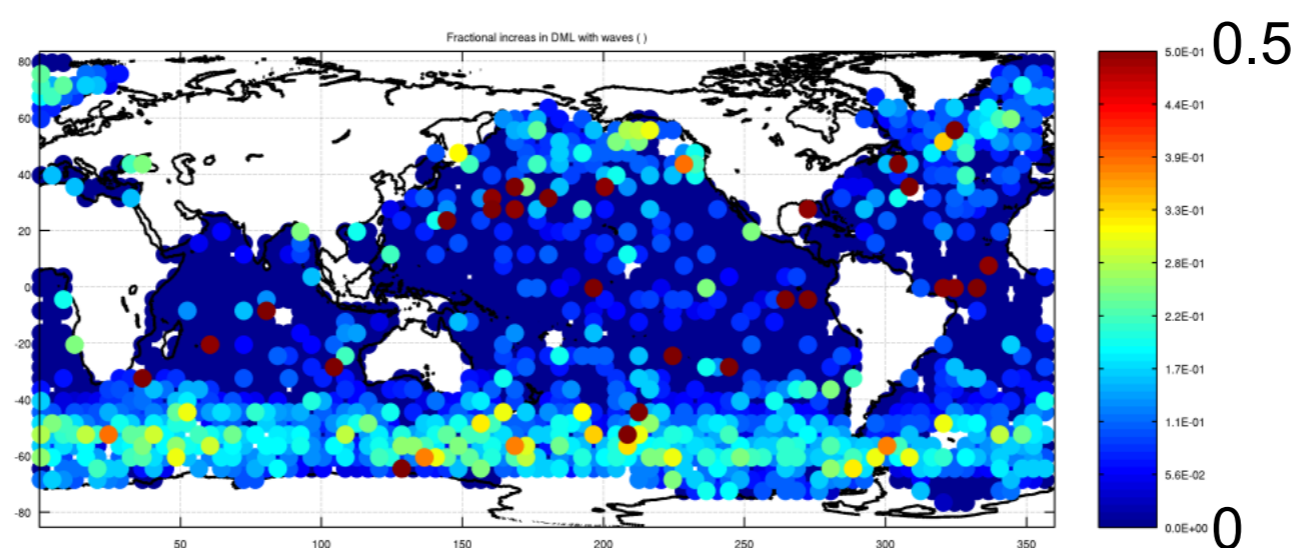 Fractional increas in DML with waves ( )
80
60
40
20
0
-20
-40
-60
-80
50
100
150
200
250
300
350
5.0E-01
4.4E-01
3.9E-01
3.3E-01
2.8E-01
2.2E-01
1.7E-01
1.1E-01
5.6E-02
0.0E+00
0.5
0